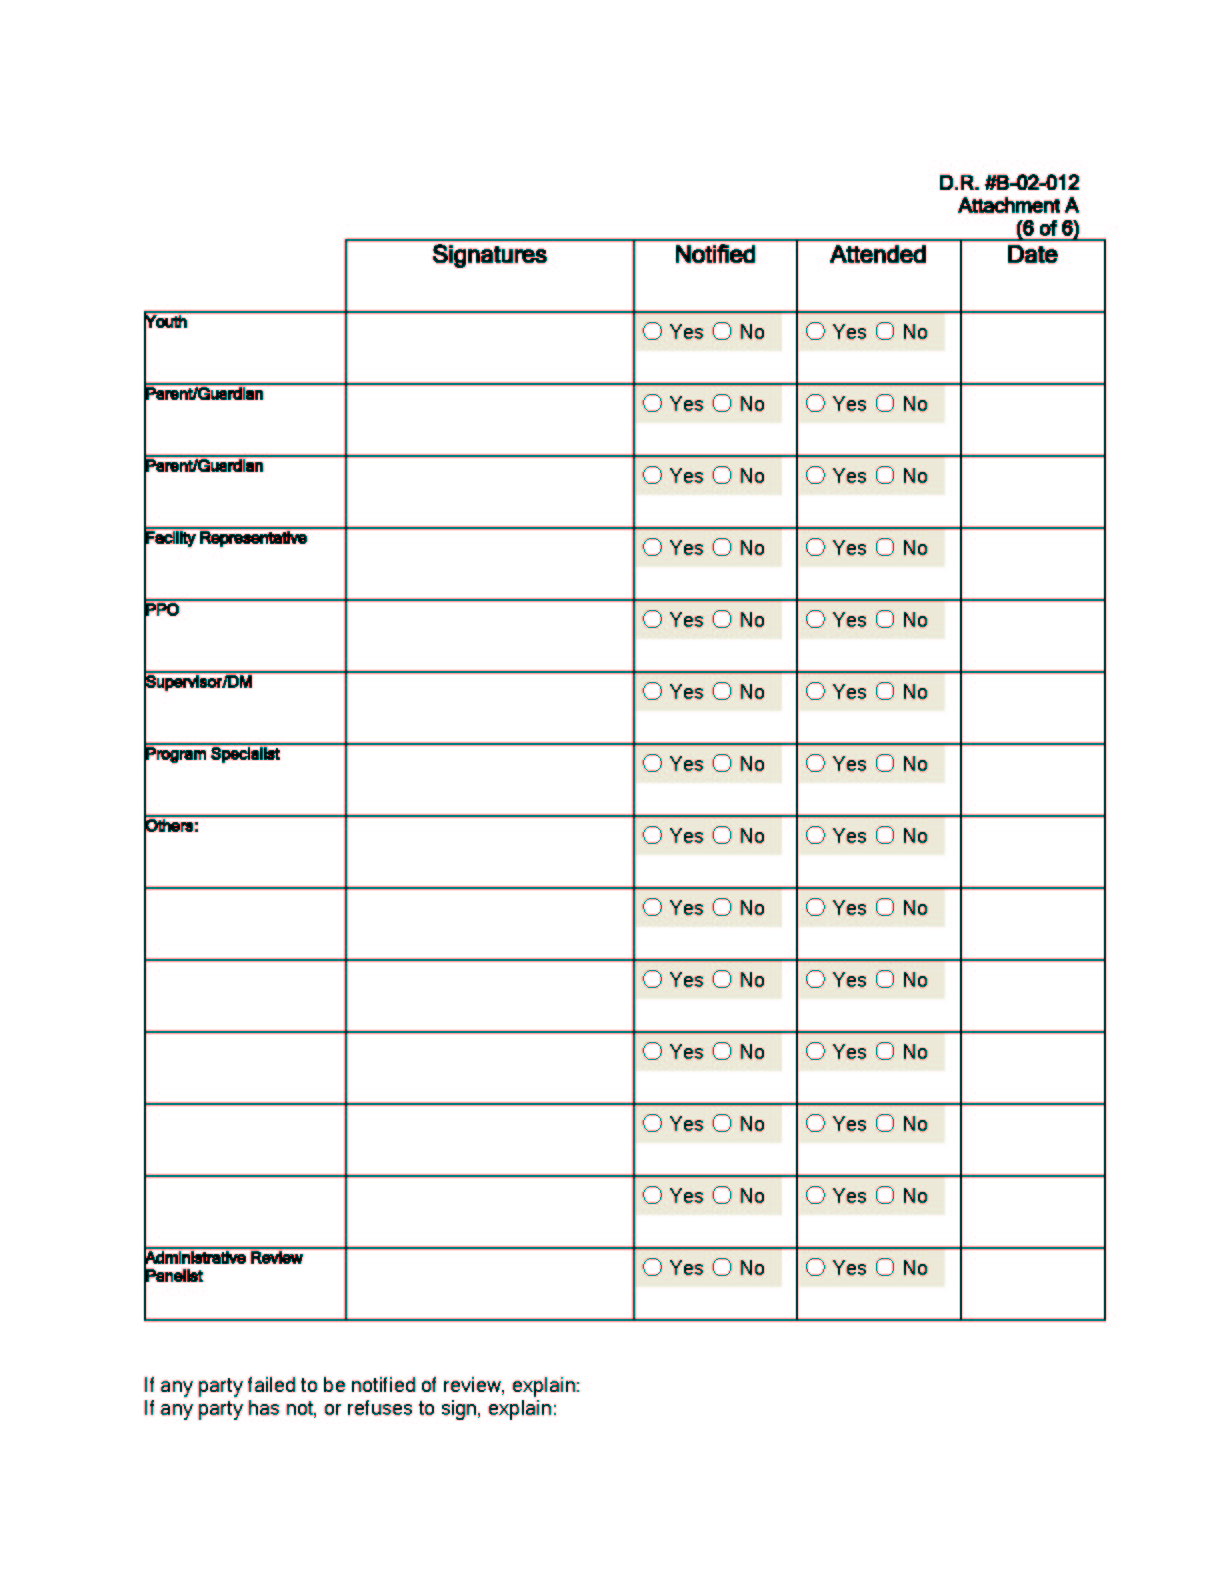 D.R. #B-02-012
Attachment A
(6 of 6)
Signatures Notified Attended Date
Youth Yes No Yes No
Parent/Guardian Yes No Yes No
Parent/Guardian Yes No Yes No
Facility Representative Yes No Yes No
PPO Yes No Yes No
Supervisor/DM Yes No Yes No
Program Specialist Yes No Yes No
Others: Yes No Yes No
Yes No Yes No
Yes No Yes No
Yes No Yes No
Yes No Yes No
Yes No Yes No
Administrative Review Yes No Yes No
Panelist
If any party failed to be notified of review, explain:
If any party has not, or refuses to sign, explain: